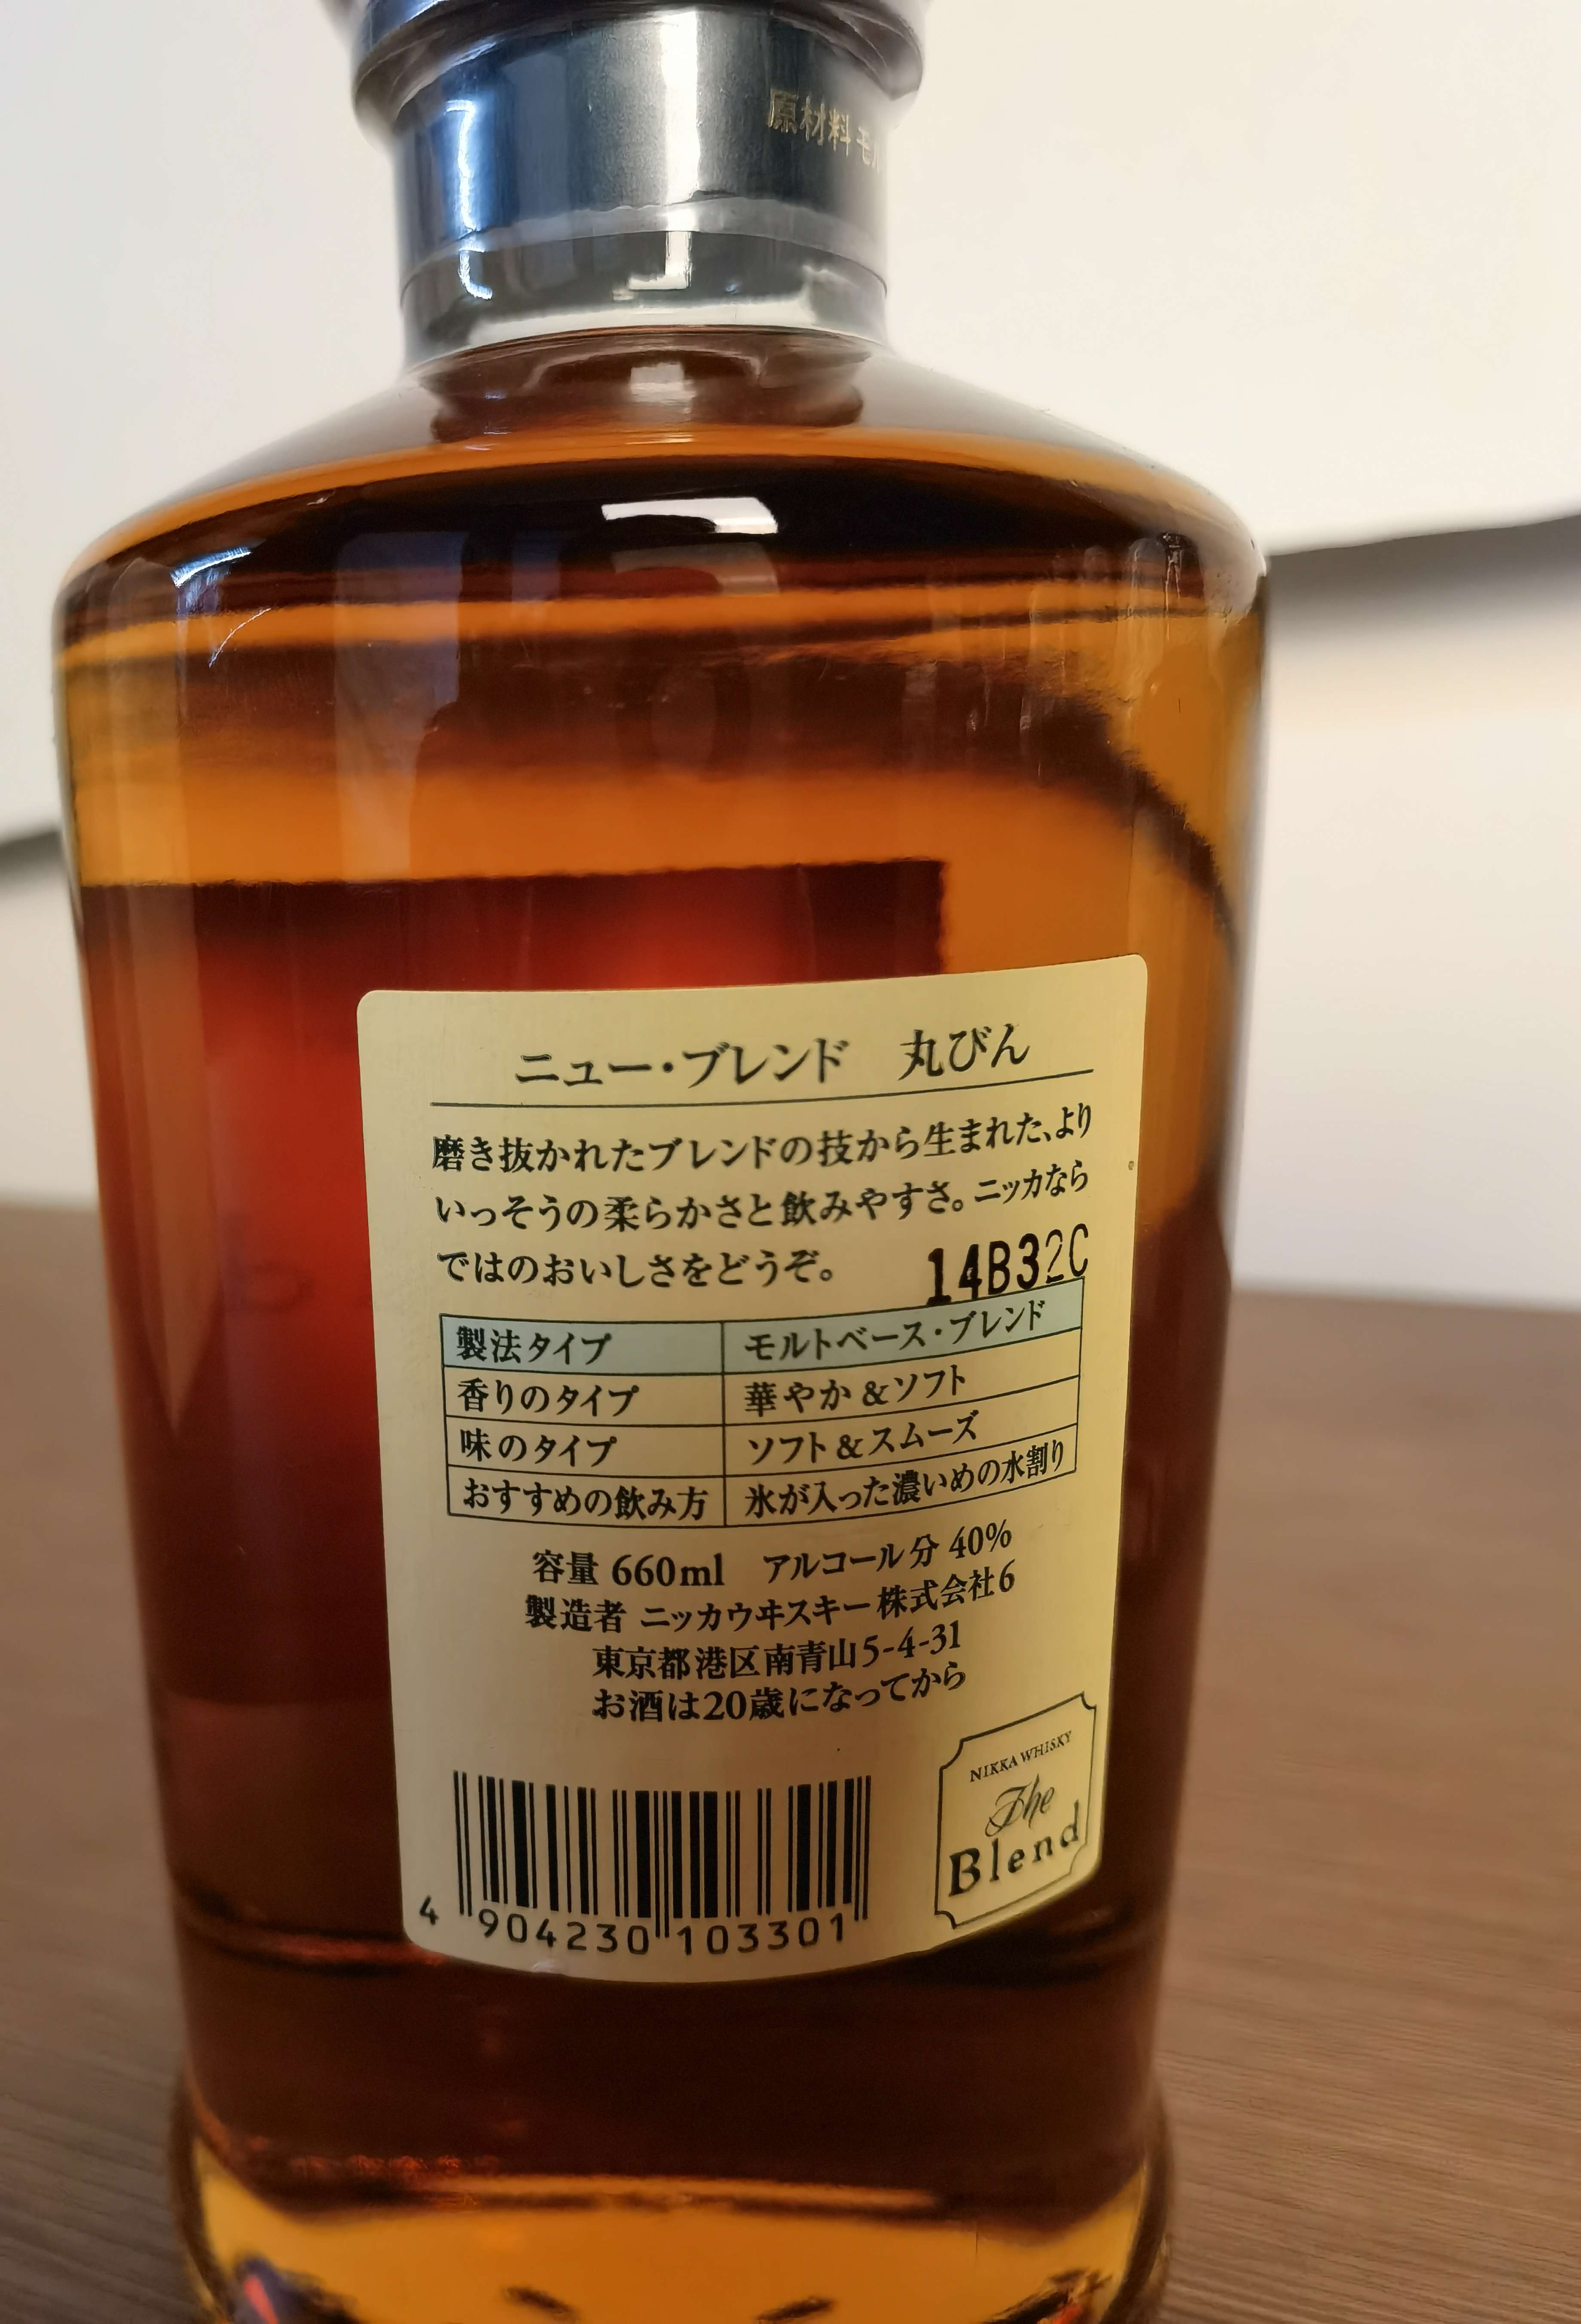 原材料 モ
ニュー・ブレンド 丸びん
磨き抜かれたブレンドの技から生まれた、より
いっそうの柔らかさと飲みやすさ。ニッカなら
ではのおいしさをどうぞ。
14B32C
製法タイプ モルトベース・ブレンド
香りのタイプ 華やか&ソフト
味のタイプ ソフト&スムーズ
おすすめの飲み方 氷が入った濃いめの水割り
容量 660ml アルコール分 40%
製造者 ニッカウヰスキー株式会社6
東京都港区南青山5-4-31
お酒は20歳になってから
NIKKA WHISKY
The
Blend
4 904230 103301